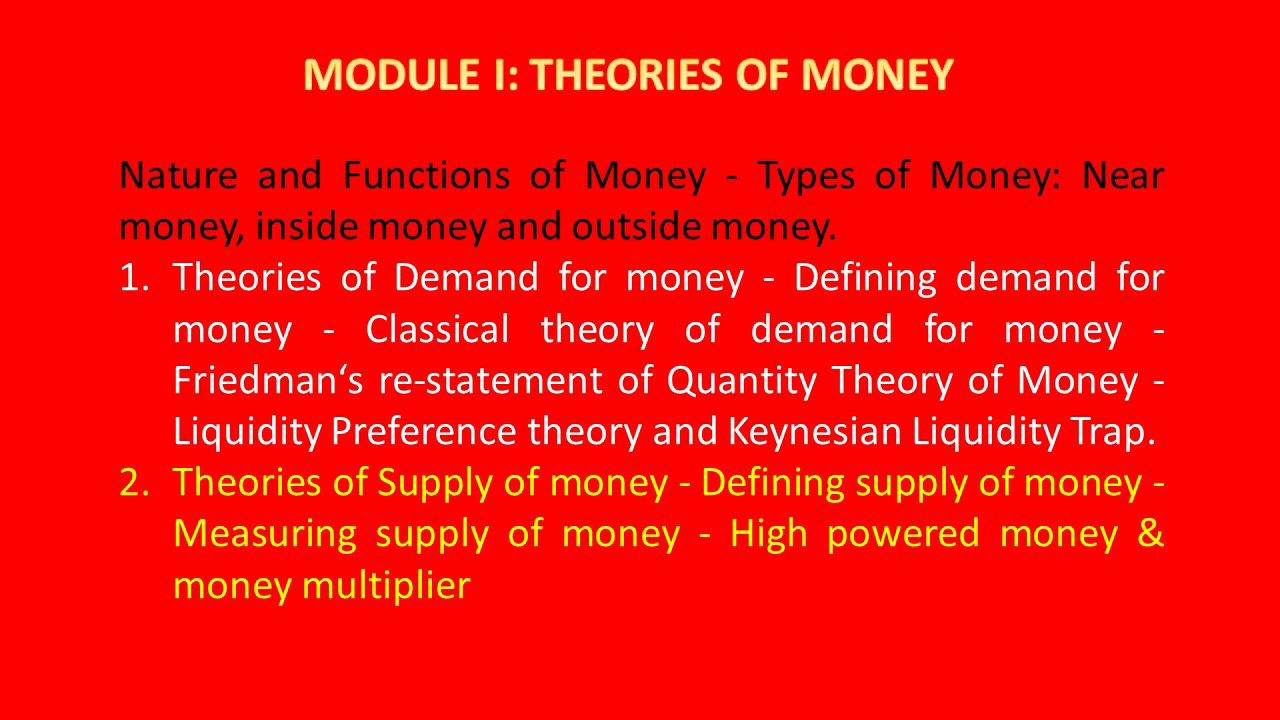 MODULE I: THEORIES OF MONEY
Nature and Functions of Money - Types of Money: Near
money, inside money and outside money.
1. Theories of Demand for money - Defining demand for
money - Classical theory of demand for money -
Friedman‘s re-statement of Quantity Theory of Money -
Liquidity Preference theory and Keynesian Liquidity Trap.
2. Theories of Supply of money - Defining supply of money -
Measuring supply of money - High powered money &
money multiplier